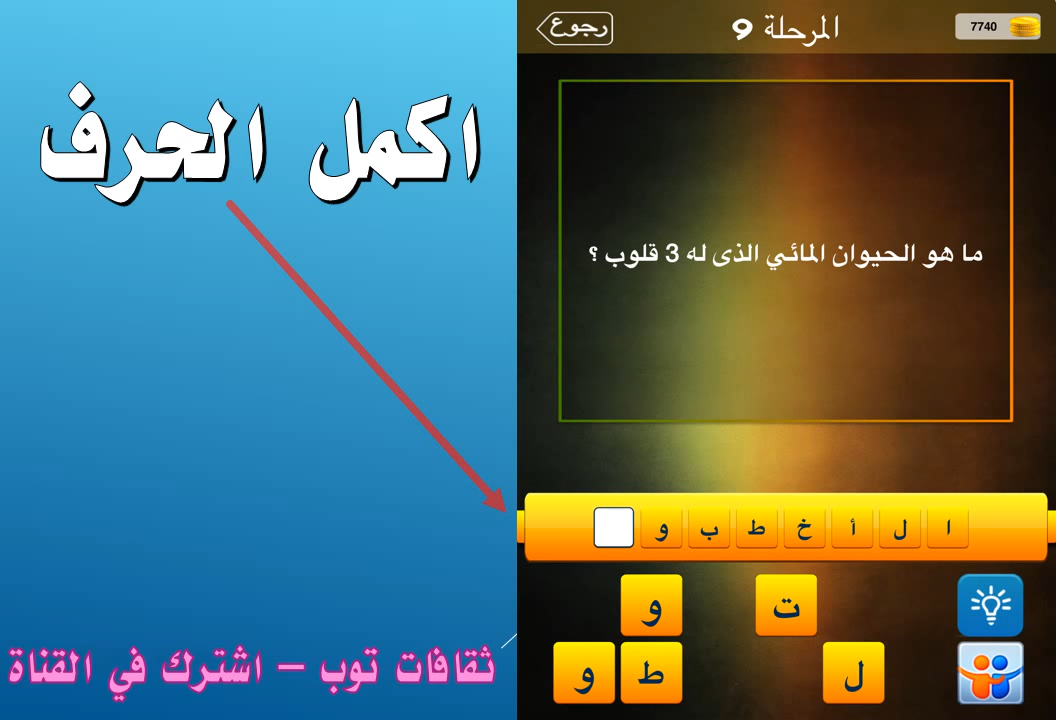 اكمل الحرف
ثقافات توب – اشترك في القناة
رجوع
المرحلة 9
7740
ما هو الحيوان المائي الذى له 3 قلوب ؟
ا ل أ خ ط ب و
و ت
و ط ل